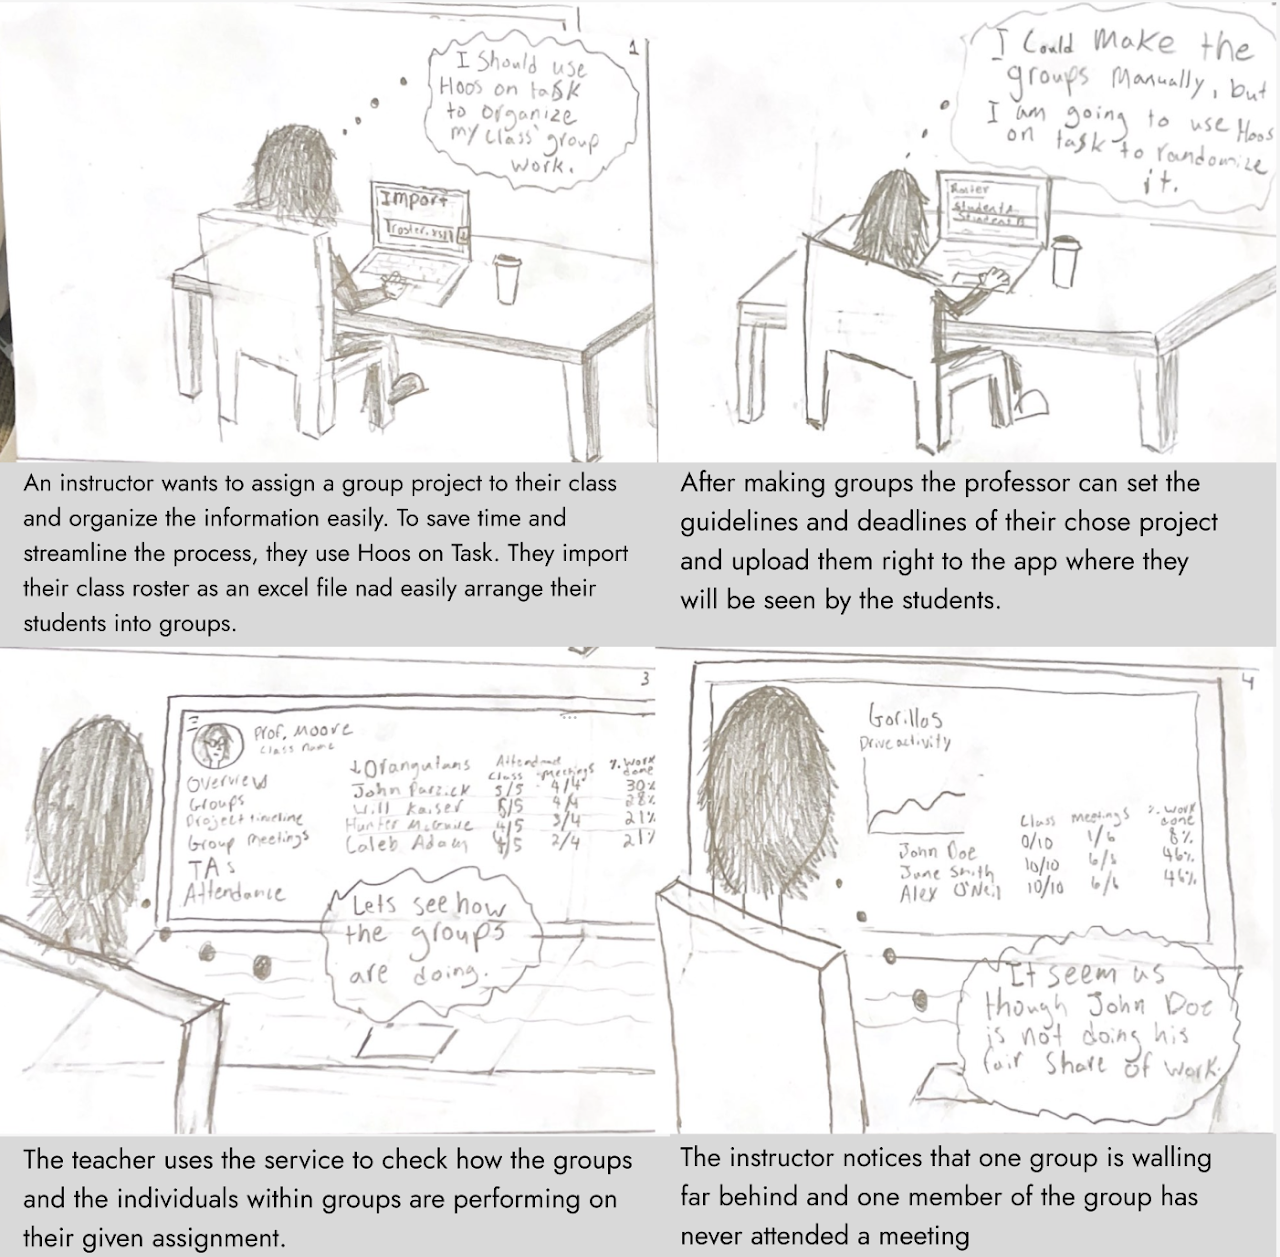 1
I Should use
Hoos on task
to organize
my class' group
work.
Import
roster.xsl
An instructor wants to assign a group project to their class
and organize the information easily. To save time and
streamline the process, they use Hoos on Task. They import
their class roster as an excel file nad easily arrange their
students into groups.
I Could make the
groups manually, but
I am going to use Hoos
on task to randomize
it.
Roster
Student A
Student B
After making groups the professor can set the
guidelines and deadlines of their chose project
and upload them right to the app where they
will be seen by the students.
3
Prof. Moore
Class Name
Overview
Groups
Project timeline
Group Meetings
TAs
Attendance
↓Orangutans Attendance % work
Class Meetings done
John Parzick 5/5 4/4 30%
Will Kaiser 5/5 4/4 28%
Hunter McGuire 4/5 3/4 21%
Caleb Adam 4/5 2/4 21%
Lets see how
the groups
are doing.
The teacher uses the service to check how the groups
and the individuals within groups are performing on
their given assignment.
4
Gorillas
Drive activity
Class Meetings % work done
John Doe 0/10 1/6 8%
June Smith 10/10 6/6 46%
Alex O'Neil 10/10 6/6 46%
It seem us
though John Doe
is not doing his
fair share of work.
The instructor notices that one group is walling
far behind and one member of the group has
never attended a meeting